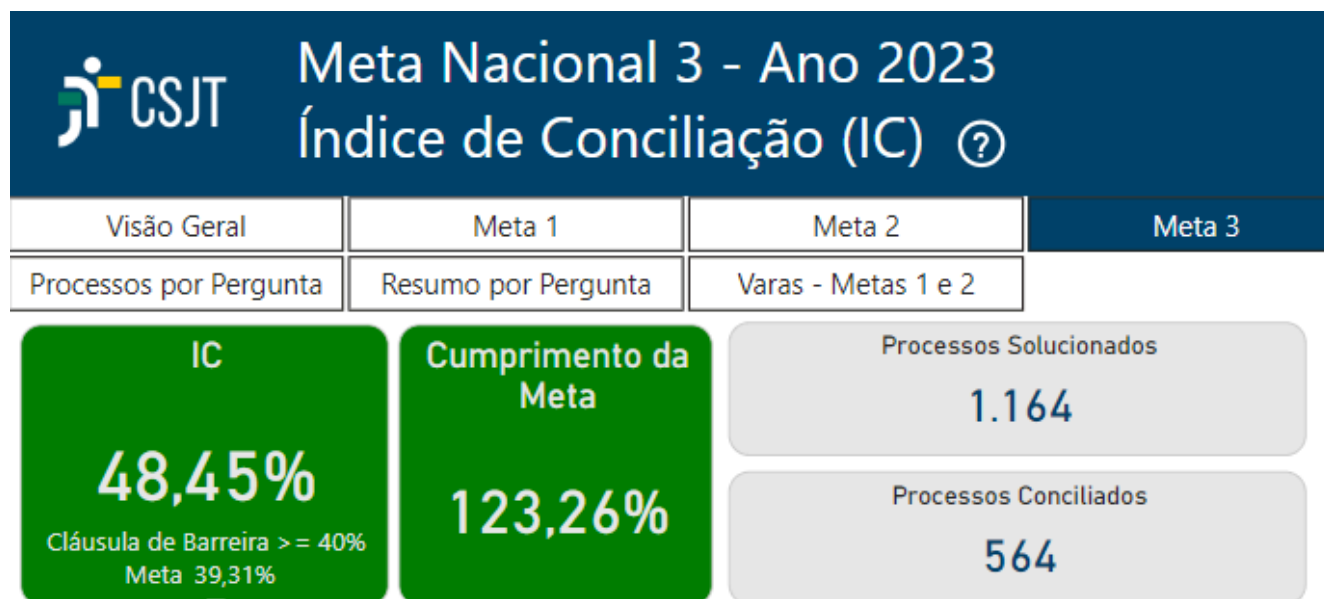 CSJT
Meta Nacional 3 - Ano 2023
Índice de Conciliação (IC) ?
Visão Geral
Meta 1
Meta 2
Meta 3
Processos por Pergunta
Resumo por Pergunta
Varas - Metas 1 e 2
IC
48,45%
Cláusula de Barreira >= 40%
Meta 39,31%
Cumprimento da
Meta
123,26%
Processos Solucionados
1.164
Processos Conciliados
564